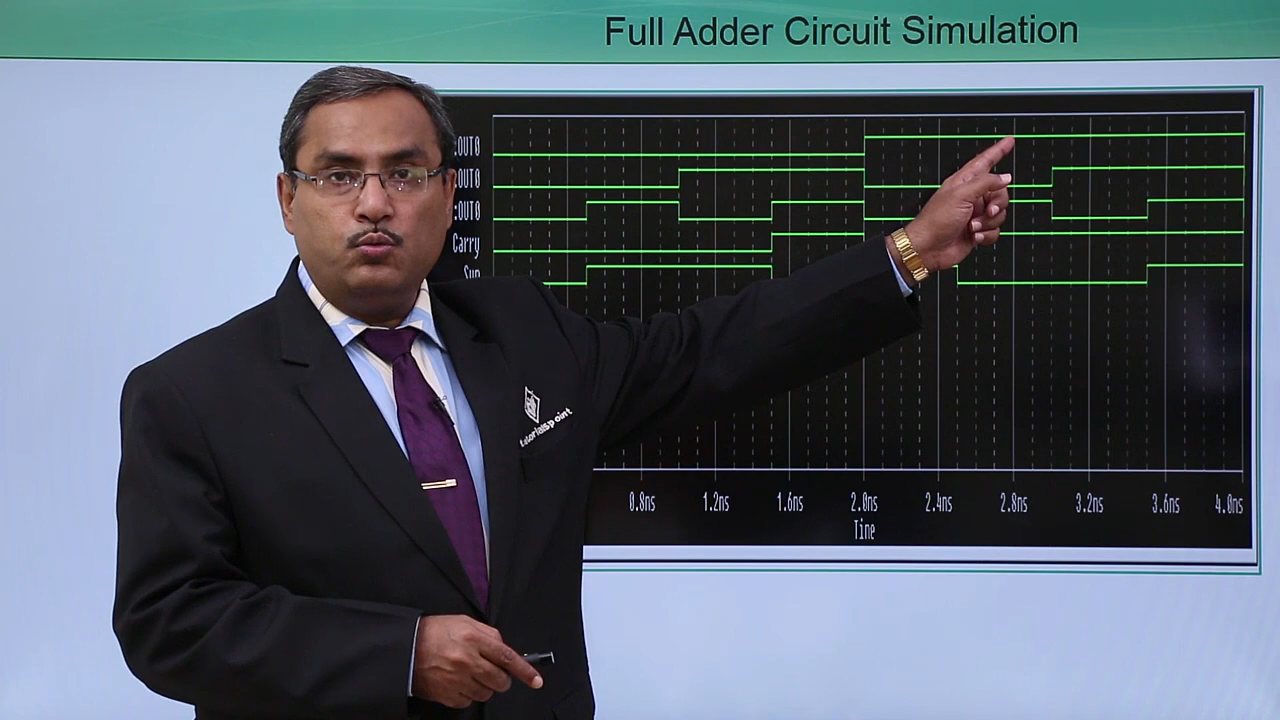 Full Adder Circuit Simulation
:OUT0
:OUT0
:OUT0
Carry
tutorialspoint
0.8ns 1.2ns 1.6ns 2.0ns 2.4ns 2.8ns 3.2ns 3.6ns 4.0ns
Time